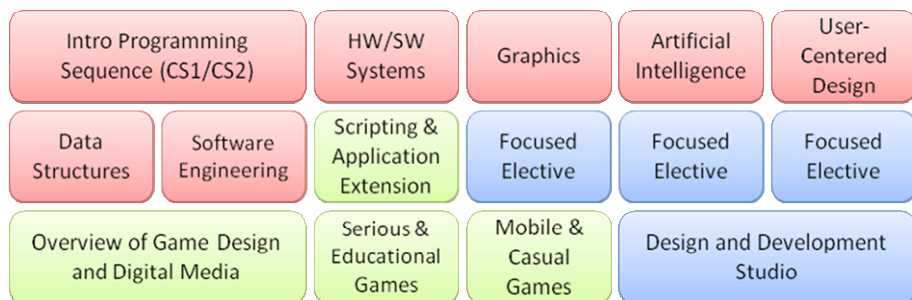 Intro Programming
Sequence (CS1/CS2)
HW/SW
Systems
Graphics
Artificial
Intelligence
User-
Centered
Design
Data
Structures
Software
Engineering
Scripting &
Application
Extension
Focused
Elective
Focused
Elective
Focused
Elective
Overview of Game Design
and Digital Media
Serious &
Educational
Games
Mobile &
Casual
Games
Design and Development
Studio